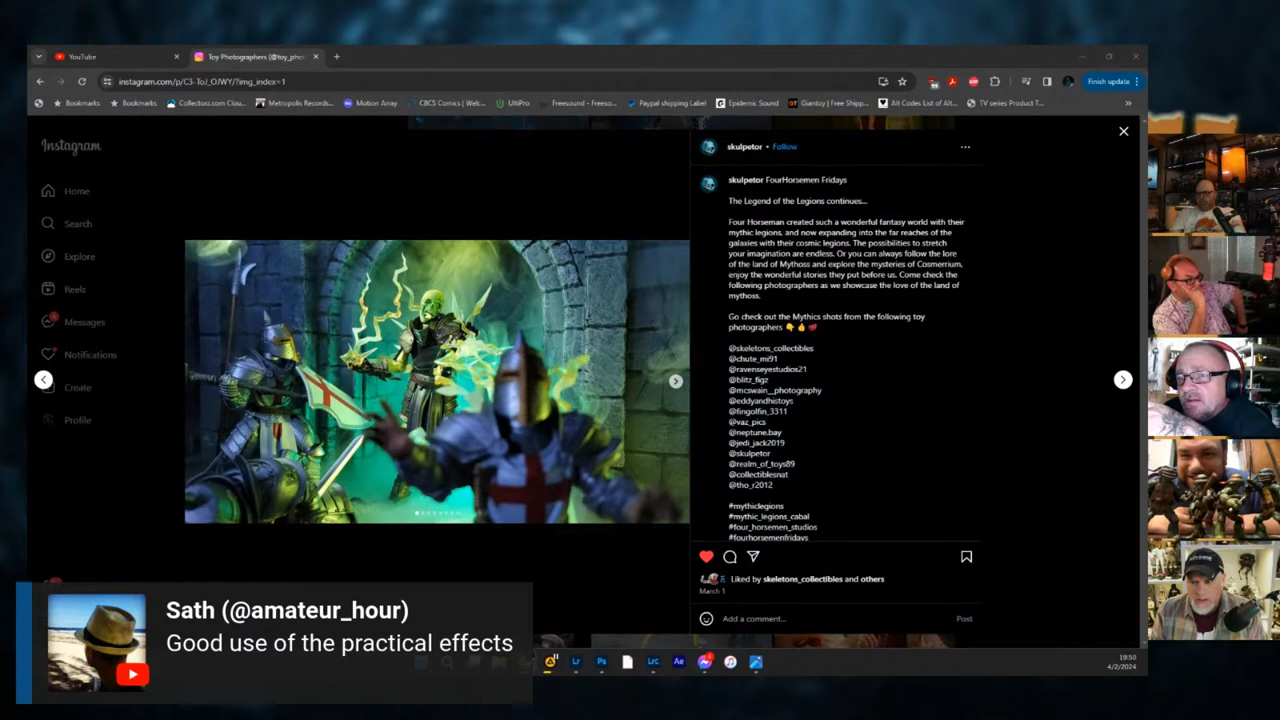 YouTube
Toy Photographers (@toy_pho
instagram.com/p/C3-ToJ_OJWY/?img_index=1
Finish update
Bookmarks
Bookmarks
Collectorz.com Clou...
Metropolis Records...
Motion Array
CBCS Comics | Wel...
UltiPro
Freesound - Freeso...
Paypal shipping Label
Epidemic Sound
Giantoy | Free Shipp...
Alt Codes List of Alt...
TV series Product T...
Instagram
Home
Search
Explore
Reels
Messages
Notifications
Create
Profile
skulpetor • Follow
skulpetor FourHorsemen Fridays
The Legend of the Legions continues...
Four Horseman created such a wonderful fantasy world with their
mythic legions, and now expanding into the far reaches of the
galaxies with their cosmic legions. The possibilities to stretch
your imagination are endless. Or you can always follow the lore
of the land of Mythoss and explore the mysteries of Cosmerrium,
enjoy the wonderful stories they put before us. Come check the
following photographers as we showcase the love of the land of
mythoss.
Go check out the Mythics shots from the following toy
photographers
@skeletons_collectibles
@chute_mi91
@ravenseyestudios21
@blitz_figz
@mcswain__photography
@eddyandhistoys
@fingolfin_3311
@vaz_pics
@neptune.bay
@jedi_jack2019
@skulpetor
@realm_of_toys89
@collectiblesnat
@tho_r2012
#mythiclegions
#mythic_legions_cabal
#four_horsemen_studios
#fourhorsemenfridays
Liked by skeletons_collectibles and others
March 1
Add a comment...
Post
Sath (@amateur_hour)
Good use of the practical effects
Lr
Ps
Lrc
Ae
19:50
4/2/2024